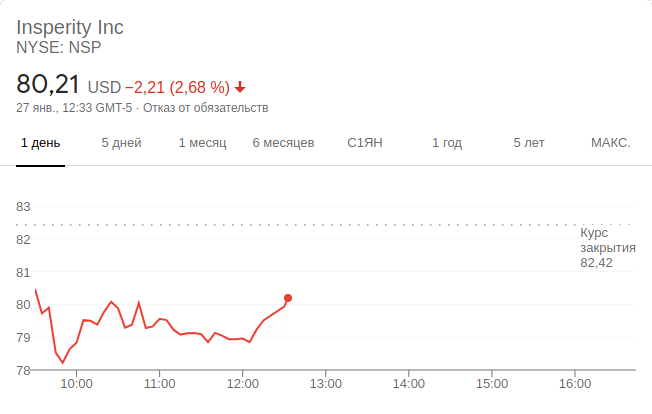 Insperity Inc
NYSE: NSP
80,21 USD −2,21 (2,68 %)
27 янв., 12:33 GMT-5 · Отказ от обязательств
1 день 5 дней 1 месяц 6 месяцев С1ЯН 1 год 5 лет МАКС.
83
82
Курс
закрытия
82,42
81
80
79
78
10:00 11:00 12:00 13:00 14:00 15:00 16:00